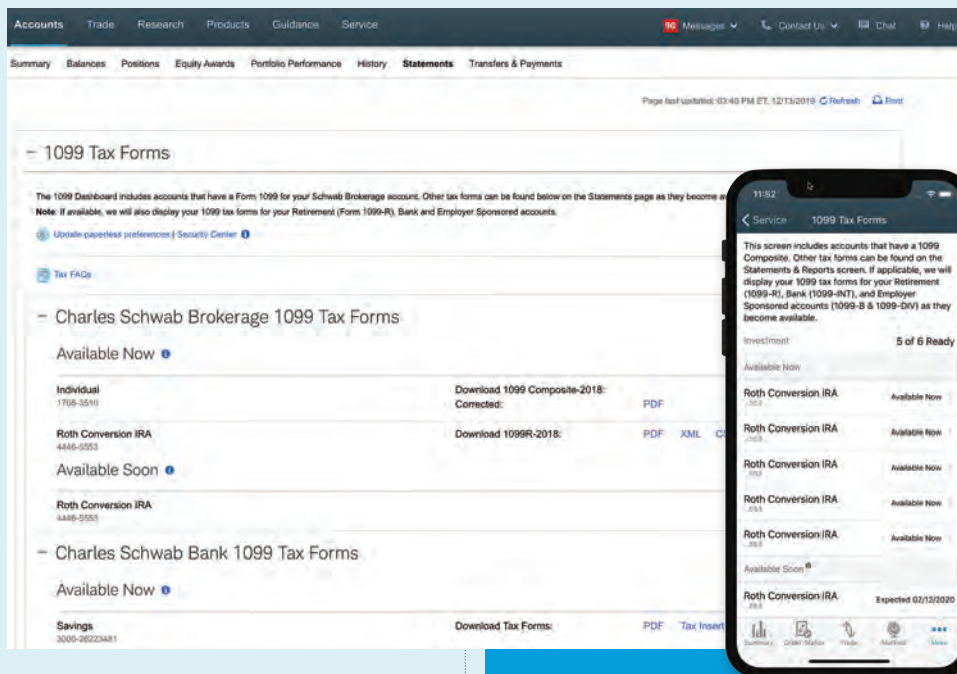 Accounts Trade Research Products Guidance Service
Messages Contact Us Chat Help
Summary Balances Positions Equity Awards Portfolio Performance History Statements Transfers & Payments
Page last updated: 03:40 PM ET, 12/13/2019 Refresh Print
− 1099 Tax Forms
The 1099 Dashboard includes accounts that have a Form 1099 for your Schwab Brokerage account. Other tax forms can be found below on the Statements page as they become
Note: If available, we will also display your 1099 tax forms for your Retirement (Form 1099-R), Bank and Employer Sponsored accounts.
Update paperless preferences | Security Center
Tax FAQs
− Charles Schwab Brokerage 1099 Tax Forms
Available Now
Individual Download 1099 Composite-2018:
1708-3510 Corrected: PDF
Roth Conversion IRA Download 1099R-2018: PDF XML
4446-5553
Available Soon
Roth Conversion IRA
4446-5553
− Charles Schwab Bank 1099 Tax Forms
Available Now
Savings Download Tax Forms: PDF Tax Insert
3000-26223481
11:52
Service 1099 Tax Forms
This screen includes accounts that have a 1099
Composite. Other tax forms can be found on the
Statements & Reports screen. If applicable, we will
display your 1099 tax forms for your Retirement
(1099-R), Bank (1099-INT), and Employer
Sponsored accounts (1099-B & 1099-DIV) as they
become available.
Investment 5 of 6 Ready
Available Now
Roth Conversion IRA Available Now
Roth Conversion IRA Available Now
Roth Conversion IRA Available Now
Roth Conversion IRA Available Now
Roth Conversion IRA Available Now
Available Soon
Roth Conversion IRA Expected 02/12/2020
Summary Order Status Trade Markets More